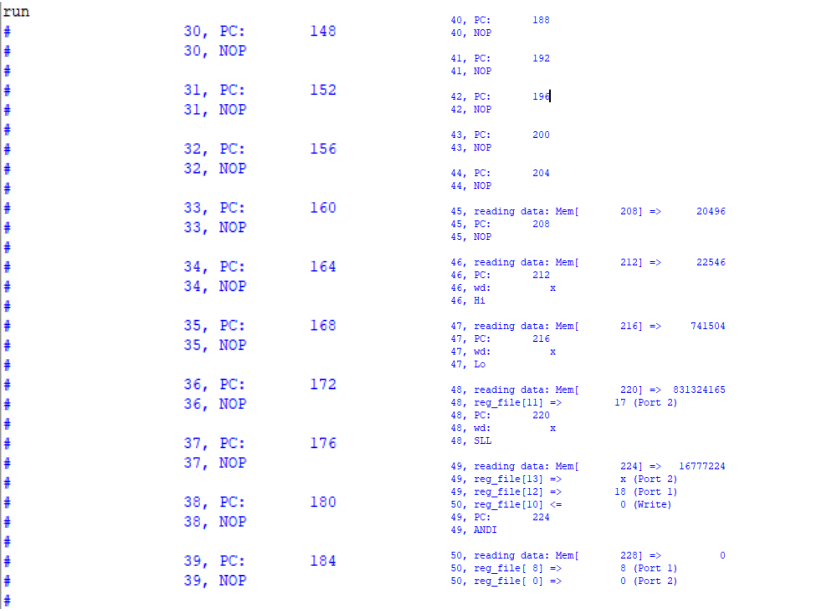 run
#                    30, PC:        148
#                    30, NOP
#
#                    31, PC:        152
#                    31, NOP
#
#                    32, PC:        156
#                    32, NOP
#
#                    33, PC:        160
#                    33, NOP
#
#                    34, PC:        164
#                    34, NOP
#
#                    35, PC:        168
#                    35, NOP
#
#                    36, PC:        172
#                    36, NOP
#
#                    37, PC:        176
#                    37, NOP
#
#                    38, PC:        180
#                    38, NOP
#
#                    39, PC:        184
#                    39, NOP
#
40, PC:        188
40, NOP
41, PC:        192
41, NOP
42, PC:        196
42, NOP
43, PC:        200
43, NOP
44, PC:        204
44, NOP
45, reading data: Mem[        208] =>      20496
45, PC:        208
45, NOP
46, reading data: Mem[        212] =>      22546
46, PC:        212
46, wd:           x
46, Hi
47, reading data: Mem[        216] =>     741504
47, PC:        216
47, wd:           x
47, Lo
48, reading data: Mem[        220] =>  831324165
48, reg_file[11] =>         17 (Port 2)
48, PC:        220
48, wd:           x
48, SLL
49, reading data: Mem[        224] =>   16777224
49, reg_file[13] =>          x (Port 2)
49, reg_file[12] =>         18 (Port 1)
50, reg_file[10] <=          0 (Write)
49, PC:        224
49, ANDI
50, reading data: Mem[        228] =>          0
50, reg_file[ 8] =>          8 (Port 1)
50, reg_file[ 0] =>          0 (Port 2)